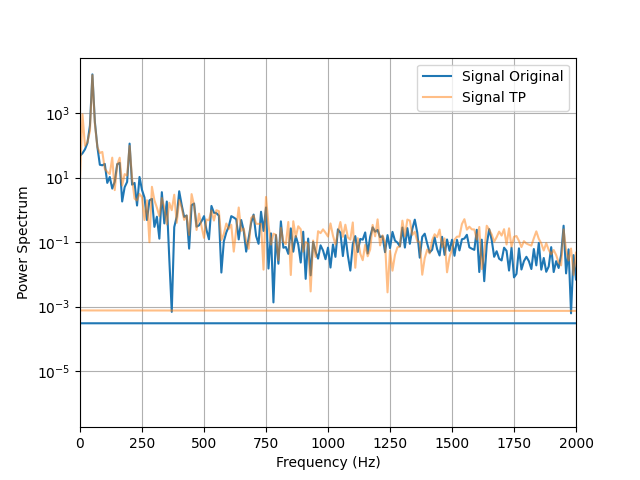 Signal Original
Signal TP
10³
10¹
10⁻¹
10⁻³
10⁻⁵
Power Spectrum
0 250 500 750 1000 1250 1500 1750 2000
Frequency (Hz)